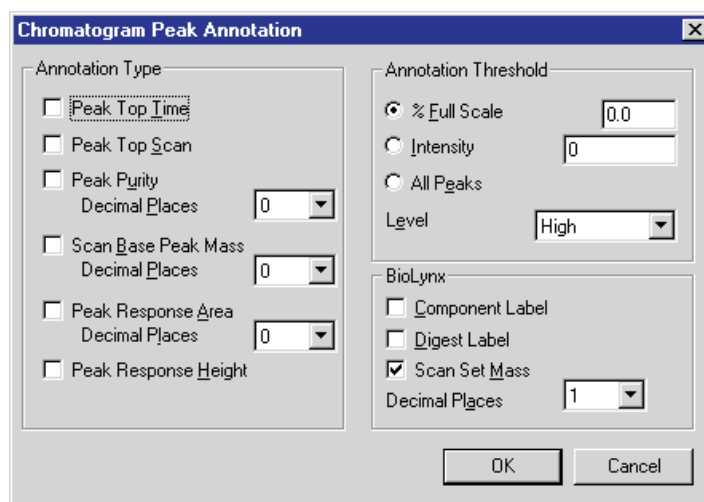 Chromatogram Peak Annotation
Annotation Type
Peak Top Time
Peak Top Scan
Peak Purity
Decimal Places 0
Scan Base Peak Mass
Decimal Places 0
Peak Response Area
Decimal Places 0
Peak Response Height
Annotation Threshold
% Full Scale 0.0
Intensity 0
All Peaks
Level High
BioLynx
Component Label
Digest Label
Scan Set Mass
Decimal Places 1
OK Cancel